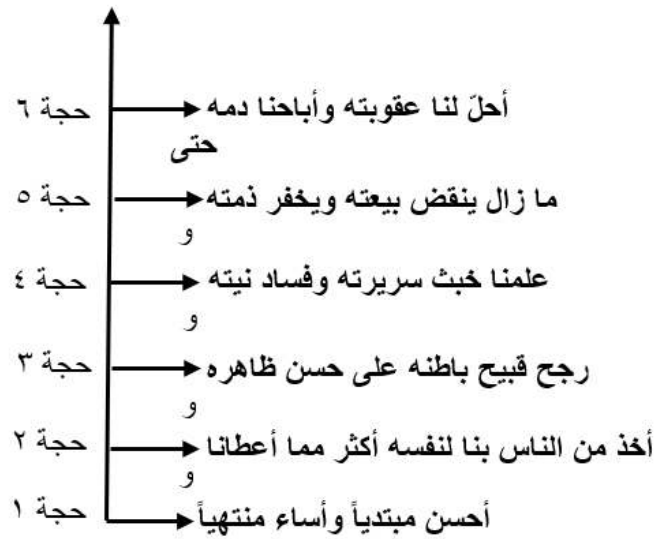 أحلّ لنا عقوبته وأباحنا دمه حجة ٦
حتى
ما زال ينقض بيعته ويخفر ذمته حجة ٥
و
علمنا خبث سريرته وفساد نيته حجة ٤
و
رجح قبيح باطنه على حسن ظاهره حجة ٣
و
أخذ من الناس بنا لنفسه أكثر مما أعطانا حجة ٢
و
أحسن مبتدياً وأساء منتهياً حجة ١